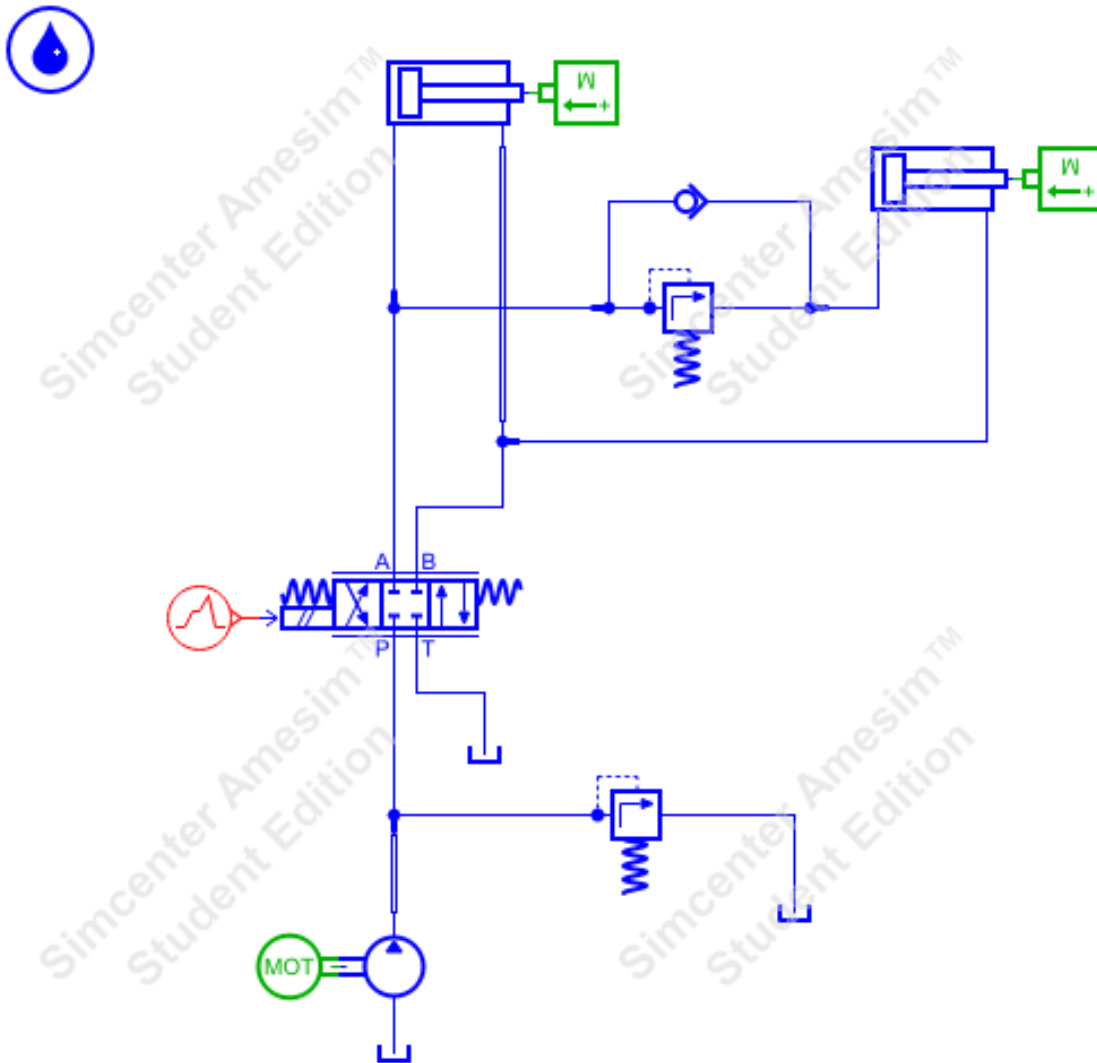 M
M
Simcenter Amesim™
Student Edition
Simcenter Amesim™
Student Edition
A B
P T
Simcenter Amesim™
Student Edition
Simcenter Amesim™
Student Edition
MOT